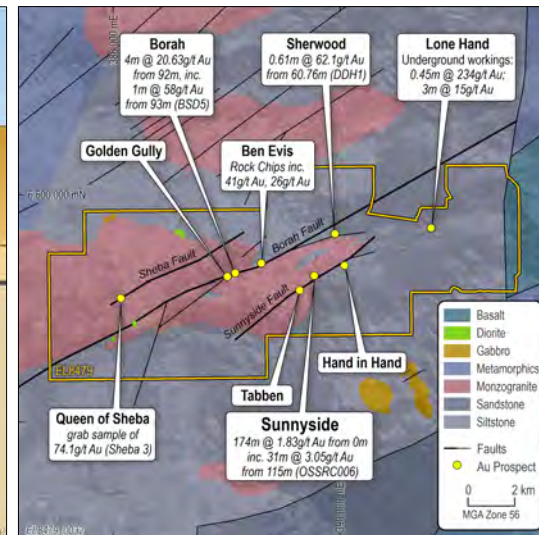 Borah
4m @ 20.63g/t Au
from 92m, inc.
1m @ 58g/t Au
from 93m (BSD5)
Sherwood
0.61m @ 62.1g/t Au
from 60.76m (DDH1)
Lone Hand
Underground workings:
0.45m @ 234g/t Au;
3m @ 15g/t Au
Golden Gully
Ben Evis
Rock Chips inc.
41g/t Au, 26g/t Au
Sheba Fault
Borah Fault
Sunnyside Fault
EL8479
Hand in Hand
Tabben
Queen of Sheba
grab sample of
74.1g/t Au (Sheba 3)
Sunnyside
174m @ 1.83g/t Au from 0m
inc. 31m @ 3.05g/t Au
from 115m (OSSRC006)
Basalt
Diorite
Gabbro
Metamorphics
Monzogranite
Sandstone
Siltstone
Faults
Au Prospect
0 2 km
MGA Zone 56